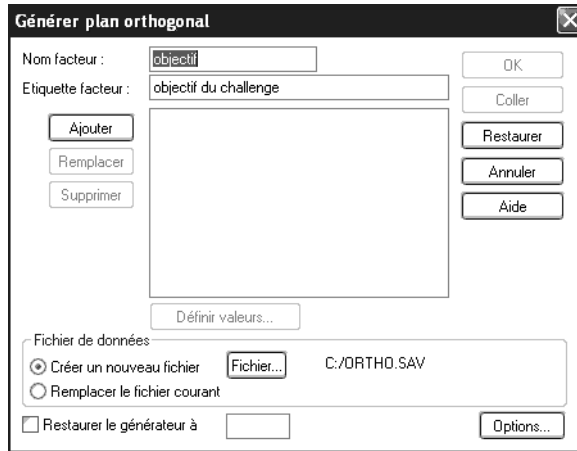 Générer plan orthogonal
Nom facteur : objectif
OK
Etiquette facteur : objectif du challenge
Coller
Ajouter
Restaurer
Remplacer
Annuler
Supprimer
Aide
Définir valeurs...
Fichier de données
Créer un nouveau fichier Fichier... C:/ORTHO.SAV
Remplacer le fichier courant
Restaurer le générateur à
Options...